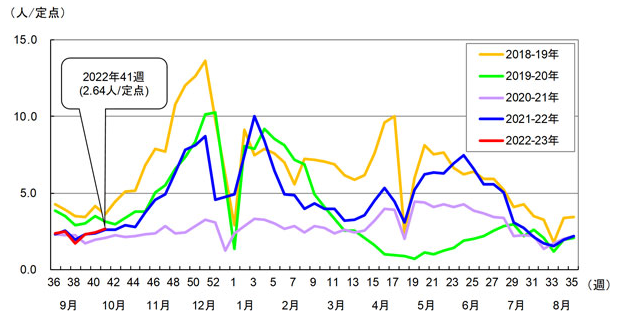 (人/定点)
15.0
10.0
5.0
0.0
2022年41週
(2.64人/定点)
2018-19年
2019-20年
2020-21年
2021-22年
2022-23年
36 38 40 42 44 46 48 50 52 1 3 5 7 9 11 13 15 17 19 21 23 25 27 29 31 33 35 (週)
9月 10月 11月 12月 1月 2月 3月 4月 5月 6月 7月 8月